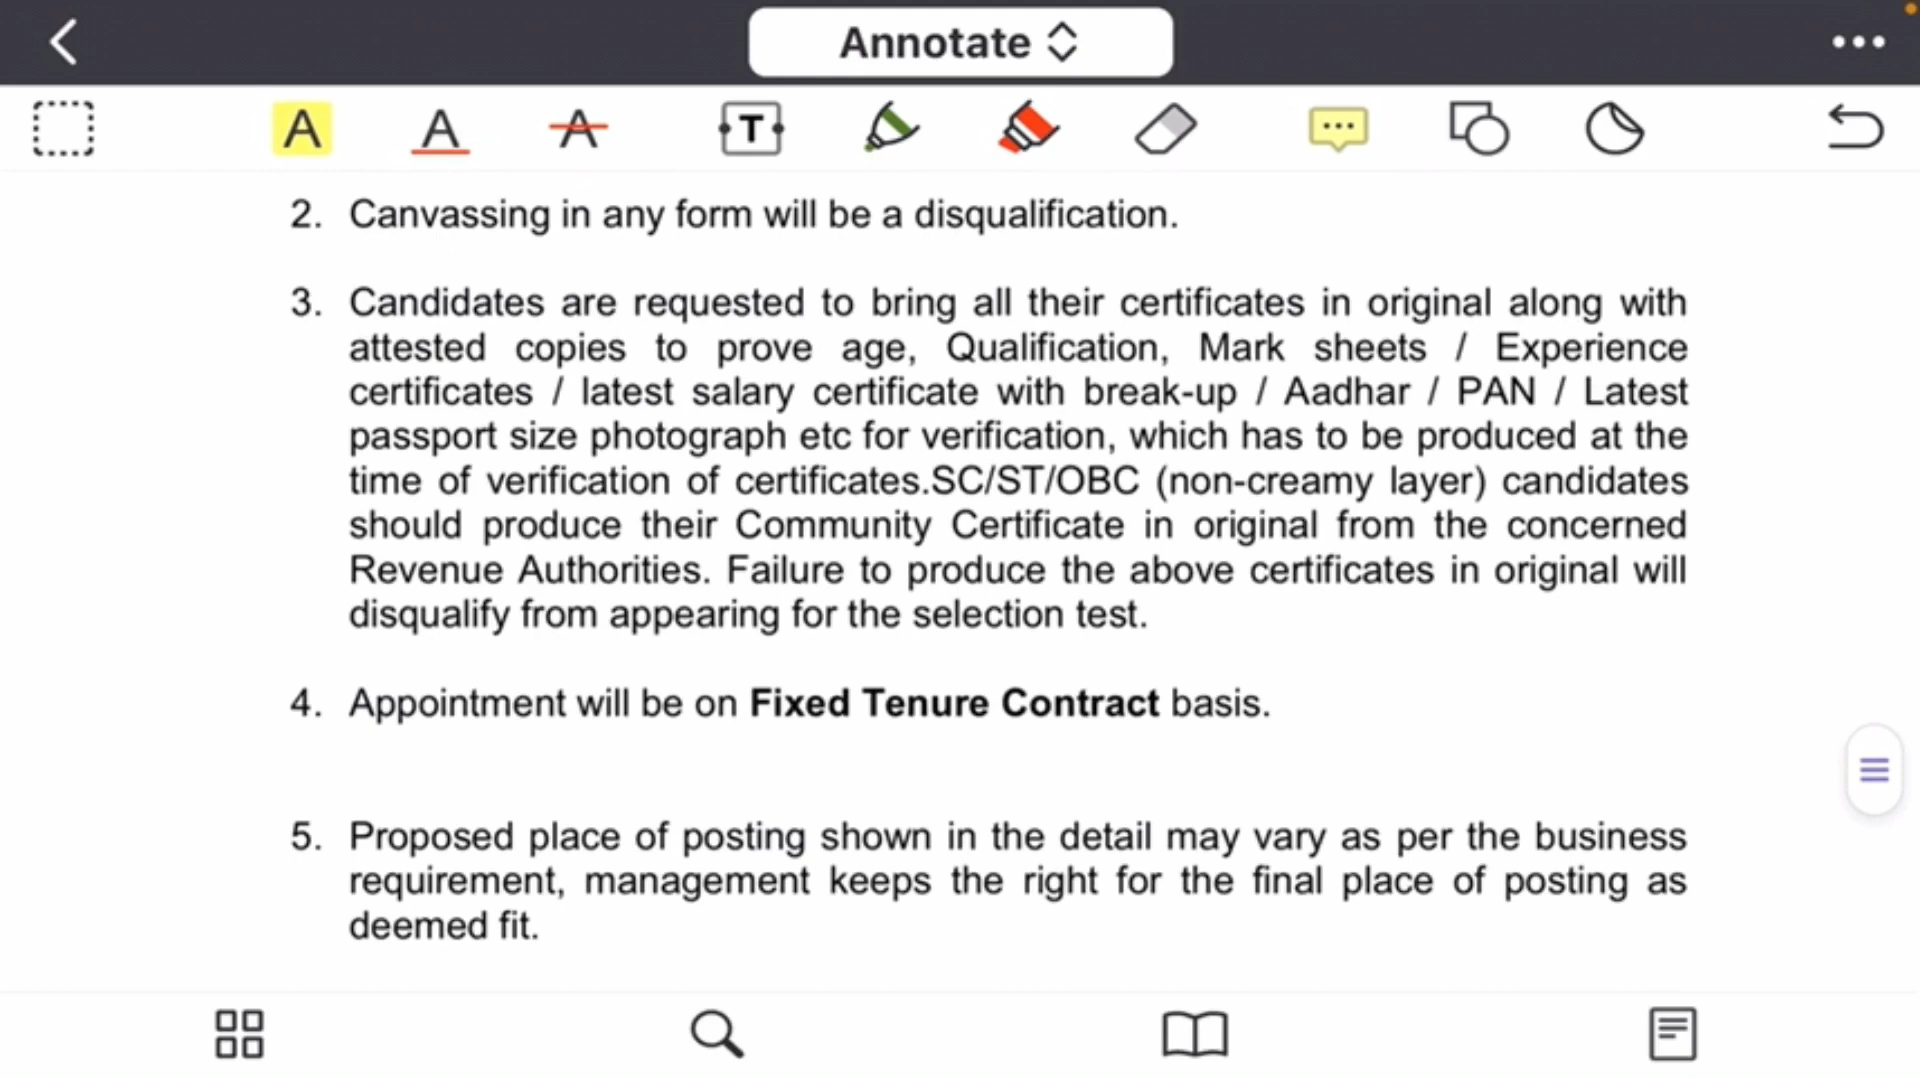 Annotate
A A A T
2. Canvassing in any form will be a disqualification.
3. Candidates are requested to bring all their certificates in original along with
attested copies to prove age, Qualification, Mark sheets / Experience
certificates / latest salary certificate with break-up / Aadhar / PAN / Latest
passport size photograph etc for verification, which has to be produced at the
time of verification of certificates.SC/ST/OBC (non-creamy layer) candidates
should produce their Community Certificate in original from the concerned
Revenue Authorities. Failure to produce the above certificates in original will
disqualify from appearing for the selection test.
4. Appointment will be on Fixed Tenure Contract basis.
5. Proposed place of posting shown in the detail may vary as per the business
requirement, management keeps the right for the final place of posting as
deemed fit.